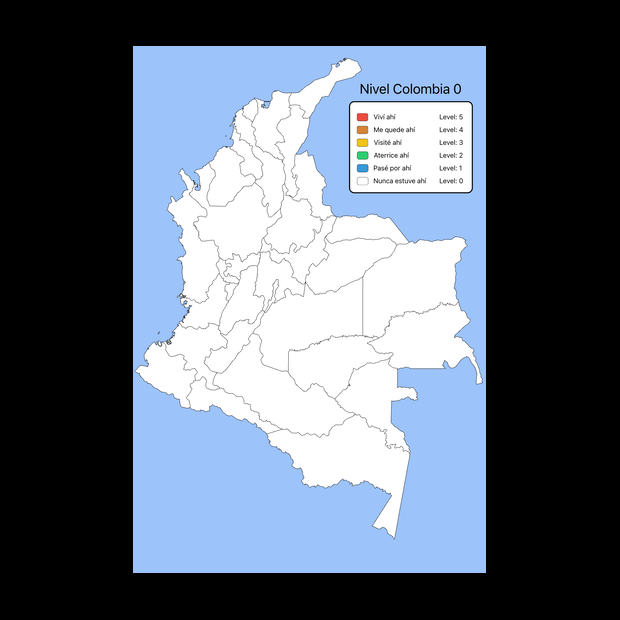 Nivel Colombia 0
Viví ahí Level: 5
Me quede ahí Level: 4
Visité ahí Level: 3
Aterrice ahí Level: 2
Pasé por ahí Level: 1
Nunca estuve ahí Level: 0